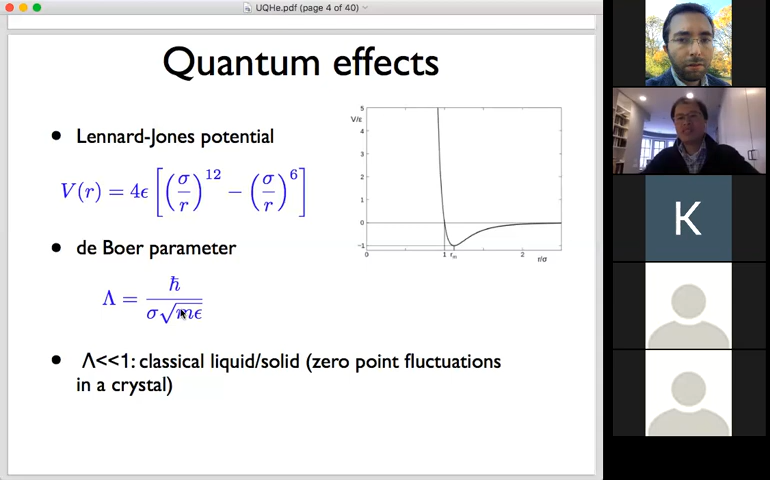 UQHe.pdf (page 4 of 40)
Quantum effects
• Lennard-Jones potential
V(r) = 4ϵ [(σ/r)^12 − (σ/r)^6]
• de Boer parameter
Λ = ħ / (σ√(mϵ))
• Λ<<1: classical liquid/solid (zero point fluctuations
in a crystal)
V/ε
5
4
3
2
1
0
−1
0 1 rm 2
r/σ
K